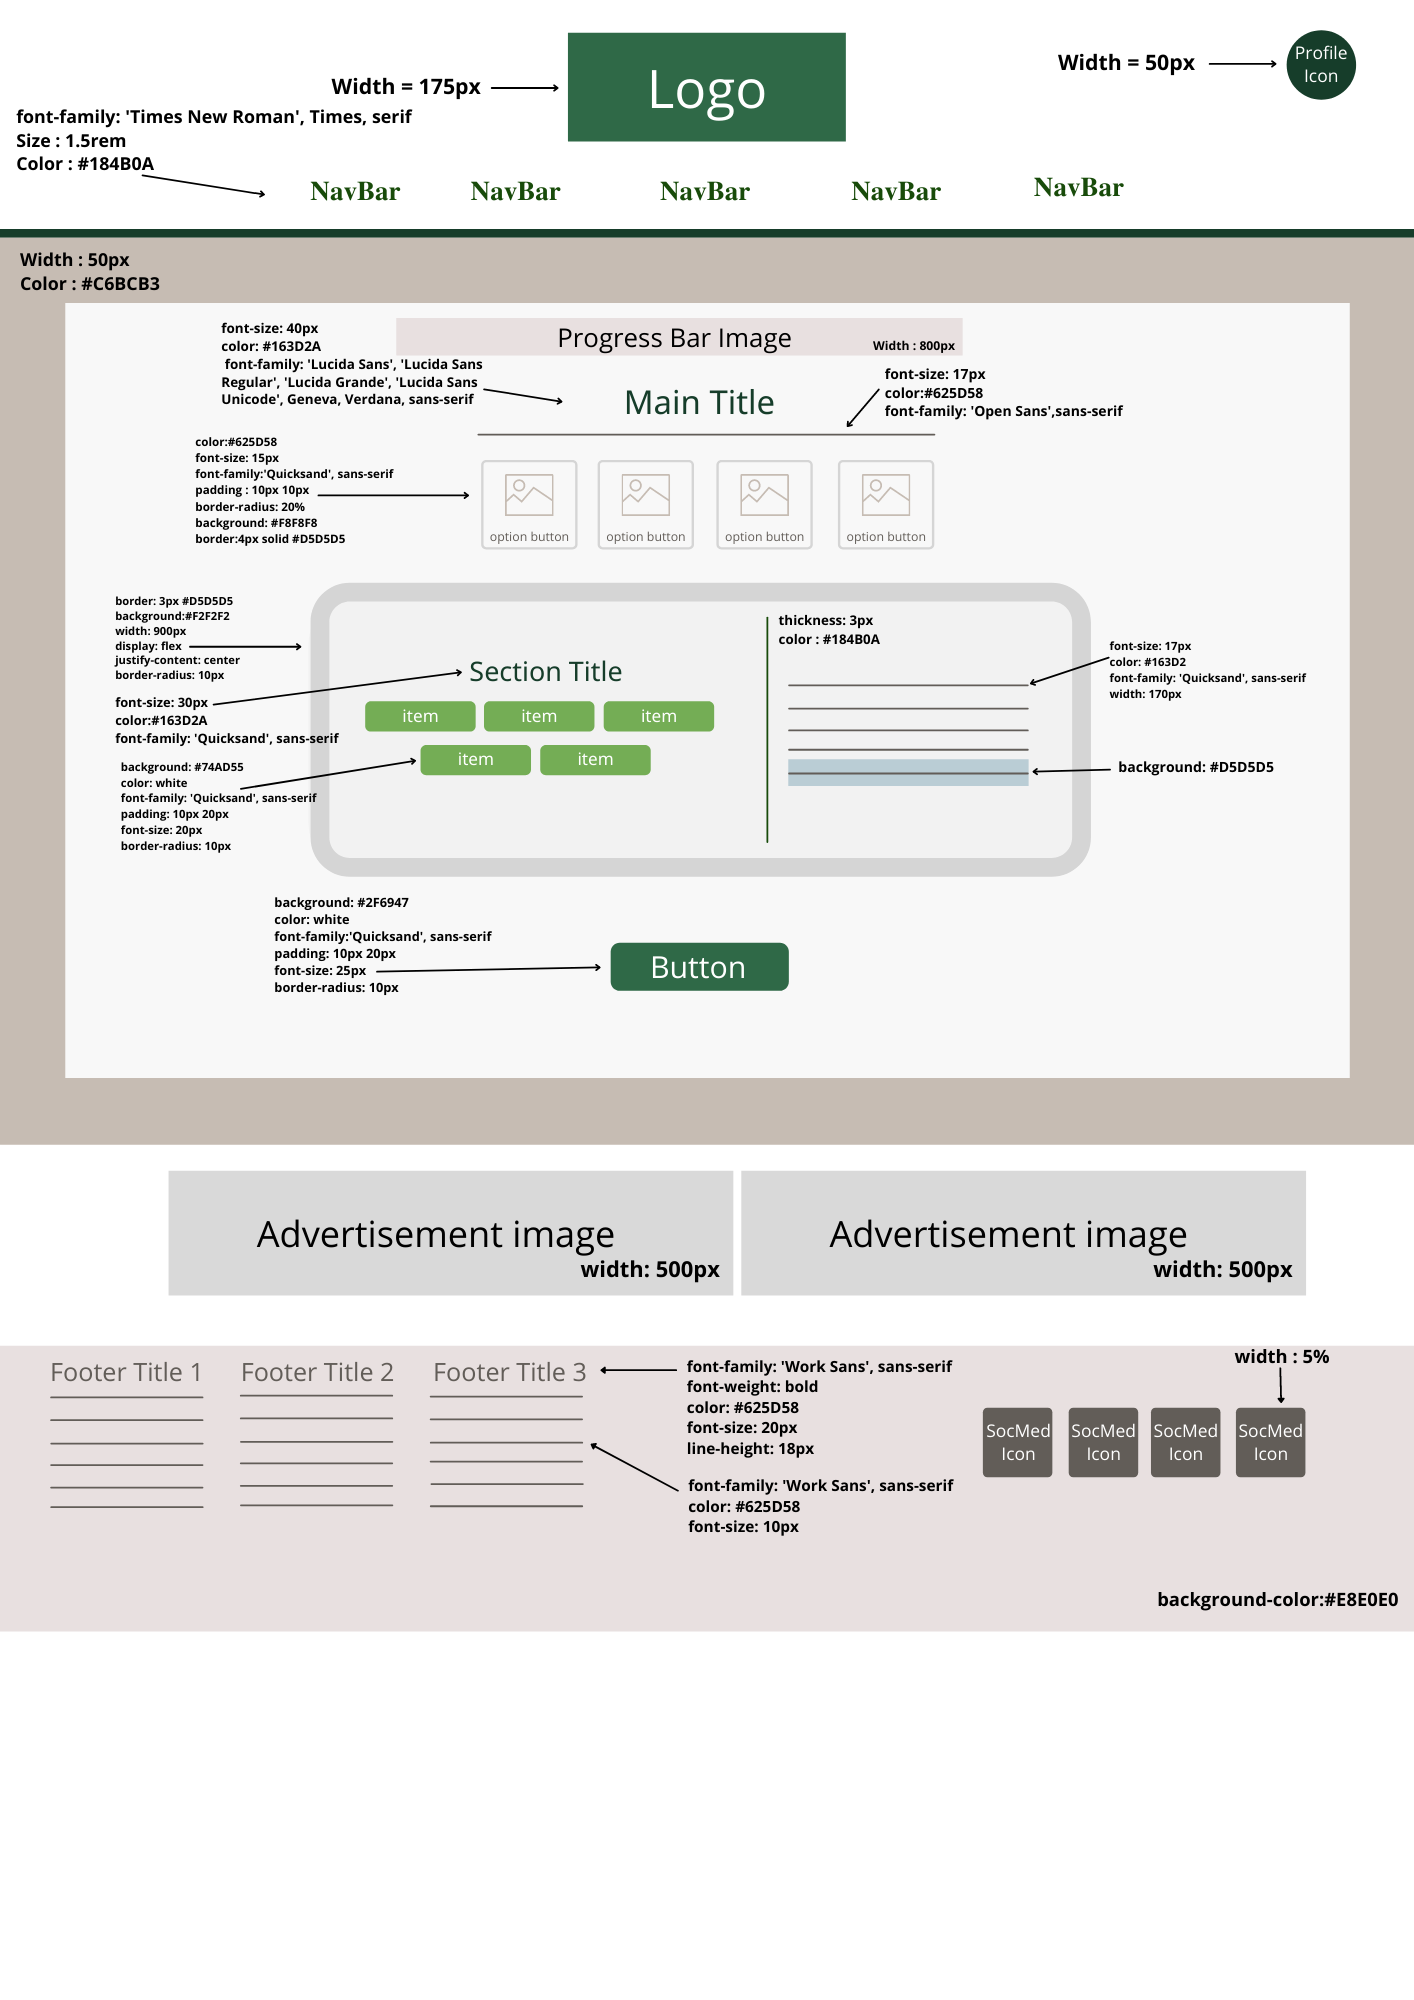 Logo
Profile
Icon
Width = 50px
Width = 175px
font-family: 'Times New Roman', Times, serif
Size : 1.5rem
Color : #184B0A
NavBar NavBar NavBar NavBar NavBar
Width : 50px
Color : #C6BCB3
Progress Bar Image
Width : 800px
font-size: 40px
color: #163D2A
font-family: 'Lucida Sans', 'Lucida Sans
Regular', 'Lucida Grande', 'Lucida Sans
Unicode', Geneva, Verdana, sans-serif
Main Title
font-size: 17px
color:#625D58
font-family: 'Open Sans',sans-serif
color:#625D58
font-size: 15px
font-family:'Quicksand', sans-serif
padding : 10px 10px
border-radius: 20%
background: #F8F8F8
border:4px solid #D5D5D5
option button option button option button option button
border: 3px #D5D5D5
background:#F2F2F2
width: 900px
display: flex
justify-content: center
border-radius: 10px
thickness: 3px
color : #184B0A
Section Title
font-size: 30px
color:#163D2A
font-family: 'Quicksand', sans-serif
item item item
item item
background: #74AD55
color: white
font-family: 'Quicksand', sans-serif
padding: 10px 20px
font-size: 20px
border-radius: 10px
font-size: 17px
color: #163D2
font-family: 'Quicksand', sans-serif
width: 170px
background: #D5D5D5
background: #2F6947
color: white
font-family:'Quicksand', sans-serif
padding: 10px 20px
font-size: 25px
border-radius: 10px
Button
Advertisement image
width: 500px
Advertisement image
width: 500px
Footer Title 1 Footer Title 2 Footer Title 3
font-family: 'Work Sans', sans-serif
font-weight: bold
color: #625D58
font-size: 20px
line-height: 18px
font-family: 'Work Sans', sans-serif
color: #625D58
font-size: 10px
width : 5%
SocMed SocMed SocMed SocMed
Icon Icon Icon Icon
background-color:#E8E0E0